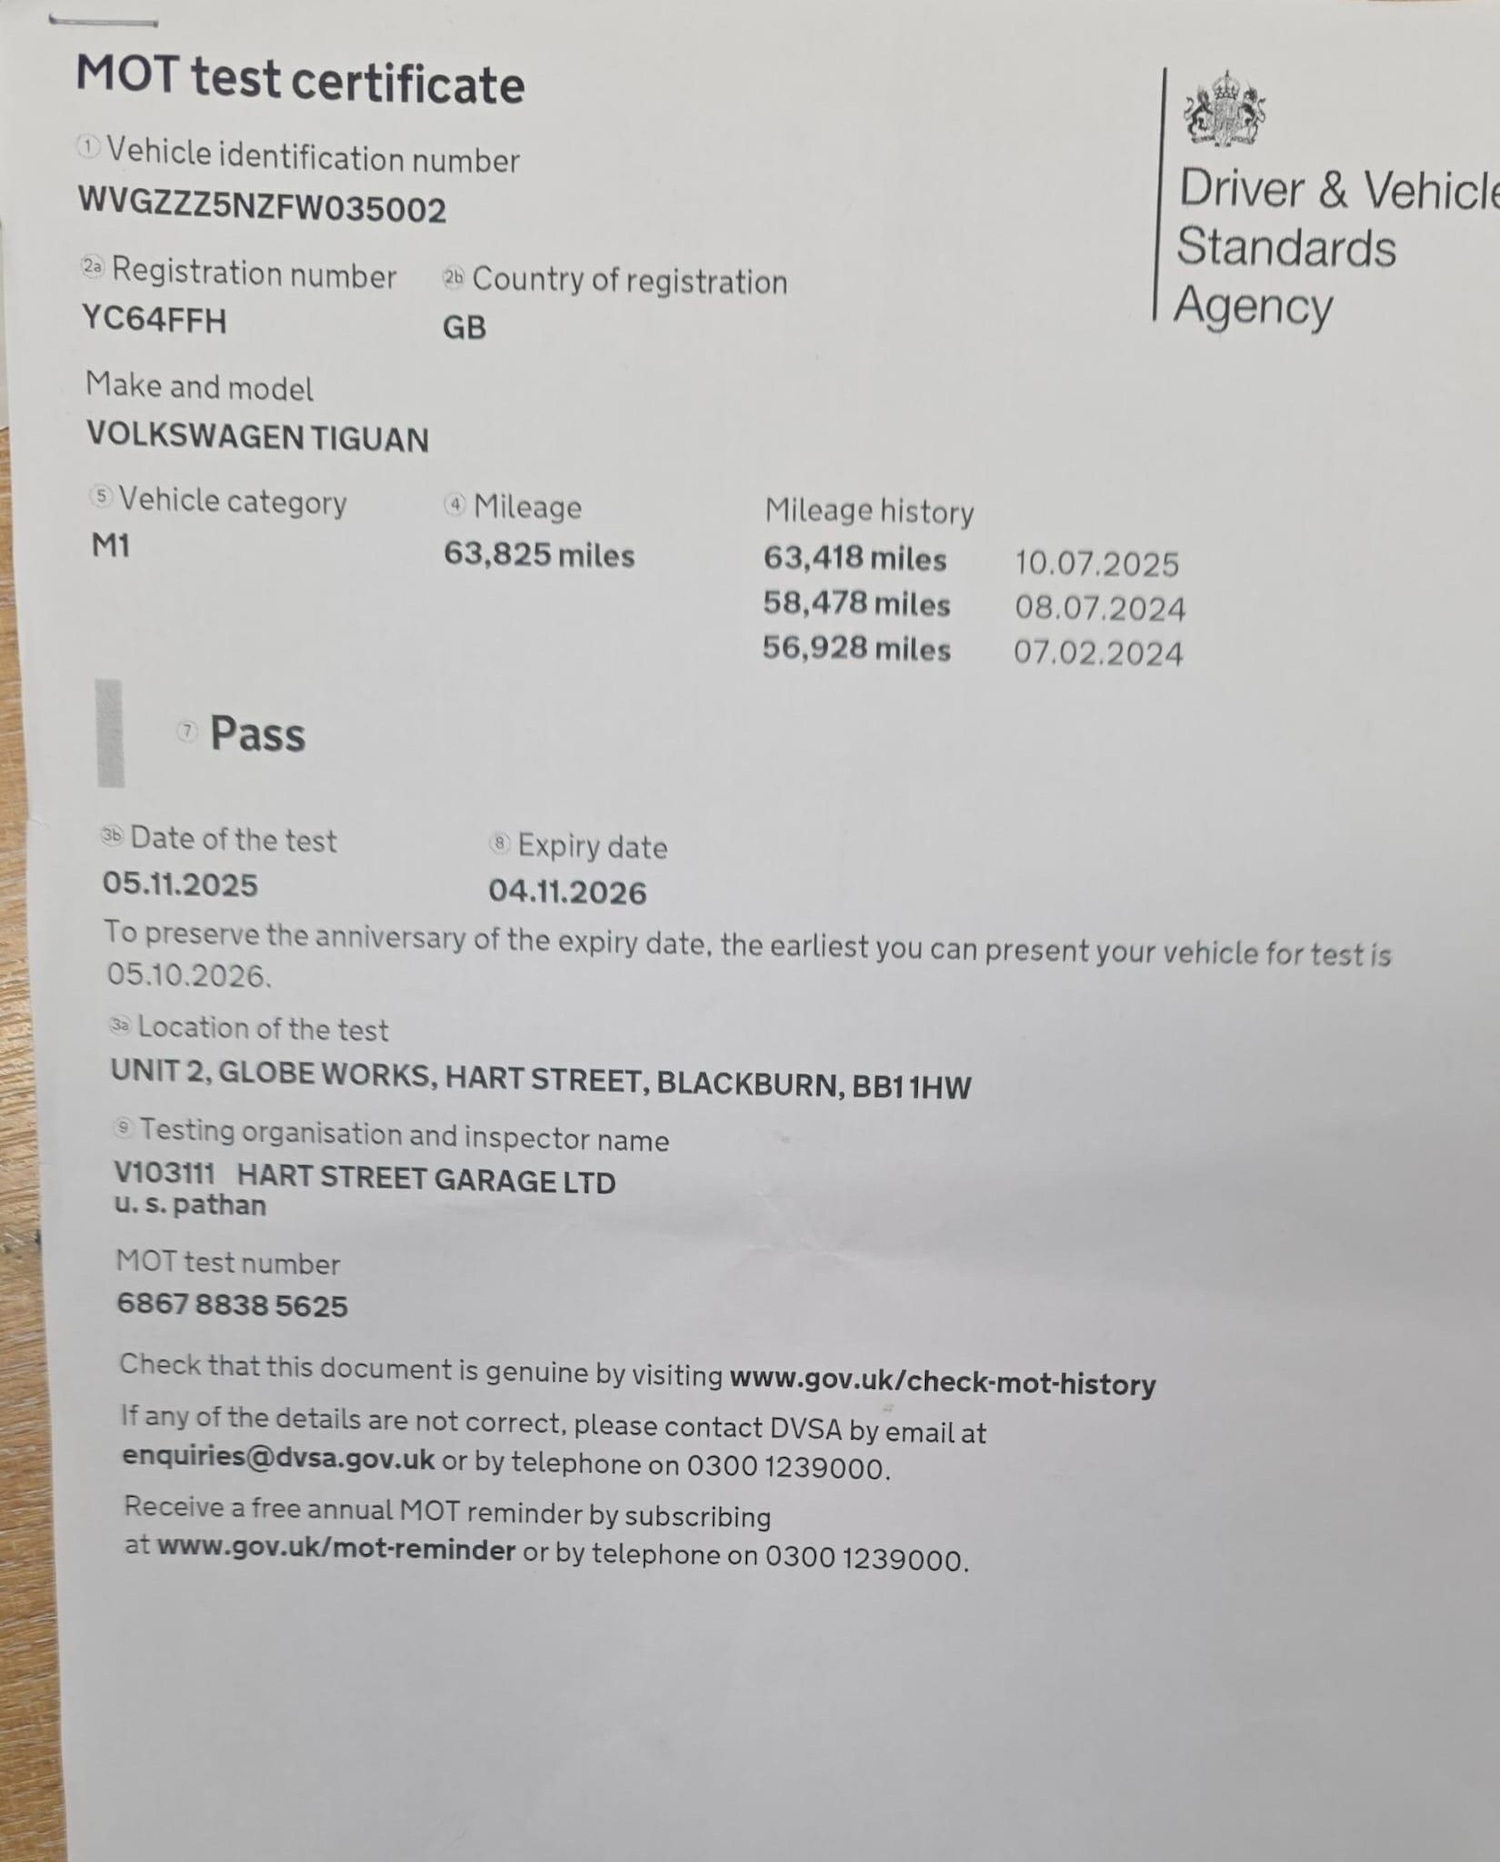 MOT test certificate
1 Vehicle identification number
WVGZZZ5NZFW035002
2a Registration number 2b Country of registration
YC64FFH GB
Make and model
VOLKSWAGEN TIGUAN
5 Vehicle category 4 Mileage Mileage history
M1 63,825 miles 63,418 miles 10.07.2025
58,478 miles 08.07.2024
56,928 miles 07.02.2024
7 Pass
3b Date of the test 8 Expiry date
05.11.2025 04.11.2026
To preserve the anniversary of the expiry date, the earliest you can present your vehicle for test is
05.10.2026.
3a Location of the test
UNIT 2, GLOBE WORKS, HART STREET, BLACKBURN, BB1 1HW
9 Testing organisation and inspector name
V103111 HART STREET GARAGE LTD
u. s. pathan
MOT test number
6867 8838 5625
Check that this document is genuine by visiting www.gov.uk/check-mot-history
If any of the details are not correct, please contact DVSA by email at
enquiries@dvsa.gov.uk or by telephone on 0300 1239000.
Receive a free annual MOT reminder by subscribing
at www.gov.uk/mot-reminder or by telephone on 0300 1239000.
Driver & Vehicle
Standards
Agency